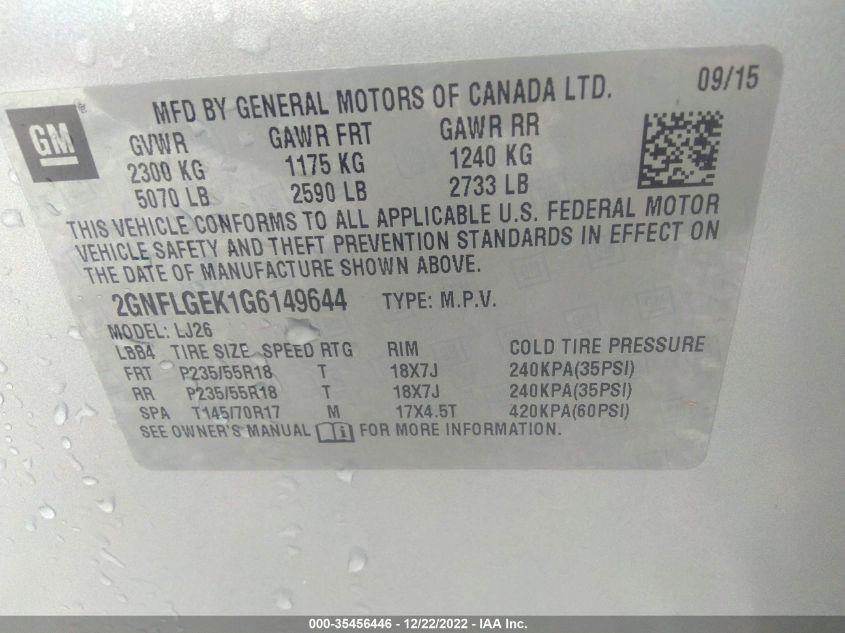 GM ®
MFD BY GENERAL MOTORS OF CANADA LTD. 09/15
GVWR GAWR FRT GAWR RR
2300 KG 1175 KG 1240 KG
5070 LB 2590 LB 2733 LB
THIS VEHICLE CONFORMS TO ALL APPLICABLE U.S. FEDERAL MOTOR
VEHICLE SAFETY AND THEFT PREVENTION STANDARDS IN EFFECT ON
THE DATE OF MANUFACTURE SHOWN ABOVE.
2GNFLGEK1G6149644 TYPE: M.P.V.
MODEL: LJ26
LBB4 TIRE SIZE SPEED RTG RIM COLD TIRE PRESSURE
FRT P235/55R18 T 18X7J 240KPA(35PSI)
RR P235/55R18 T 18X7J 240KPA(35PSI)
SPA T145/70R17 M 17X4.5T 420KPA(60PSI)
SEE OWNER'S MANUAL i FOR MORE INFORMATION.
000-35456446 - 12/22/2022 - IAA Inc.